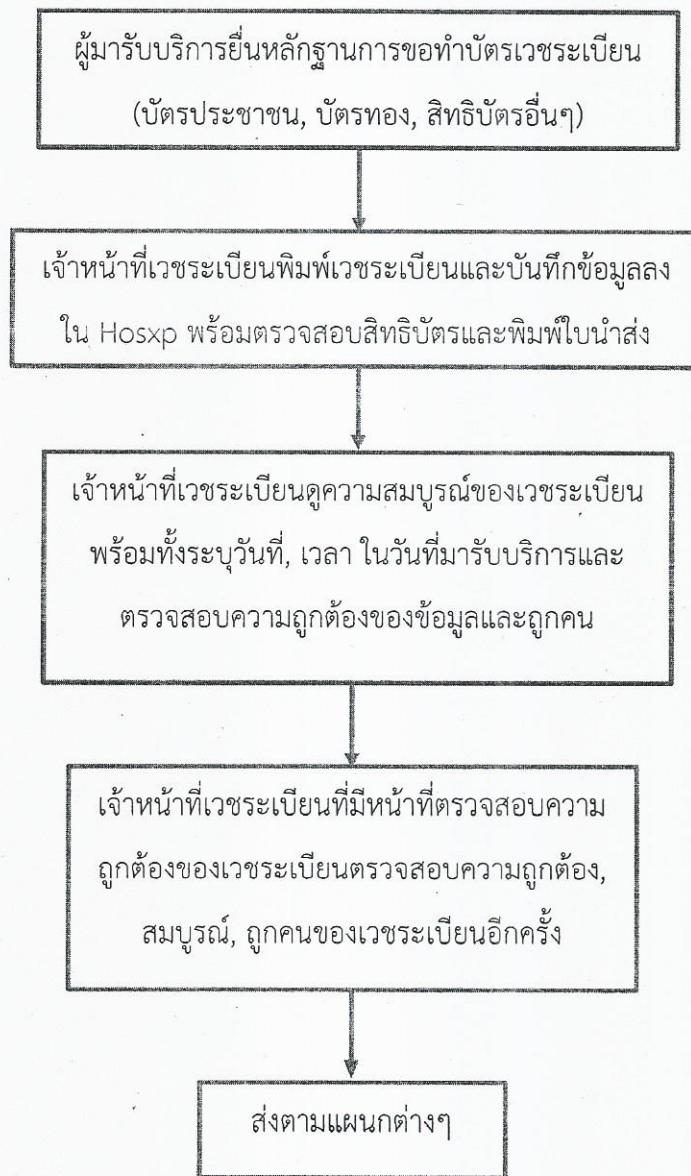 ผู้มารับบริการยื่นหลักฐานการขอทำบัตรเวชระเบียน
(บัตรประชาชน, บัตรทอง, สิทธิบัตรอื่นๆ)
เจ้าหน้าที่เวชระเบียนพิมพ์เวชระเบียนและบันทึกข้อมูลลง
ใน Hosxp พร้อมตรวจสอบสิทธิบัตรและพิมพ์ใบนำส่ง
เจ้าหน้าที่เวชระเบียนดูความสมบูรณ์ของเวชระเบียน
พร้อมทั้งระบุวันที่, เวลา ในวันที่มารับบริการและ
ตรวจสอบความถูกต้องของข้อมูลและถูกคน
เจ้าหน้าที่เวชระเบียนที่มีหน้าที่ตรวจสอบความ
ถูกต้องของเวชระเบียนตรวจสอบความถูกต้อง,
สมบูรณ์, ถูกคนของเวชระเบียนอีกครั้ง
ส่งตามแผนกต่างๆ